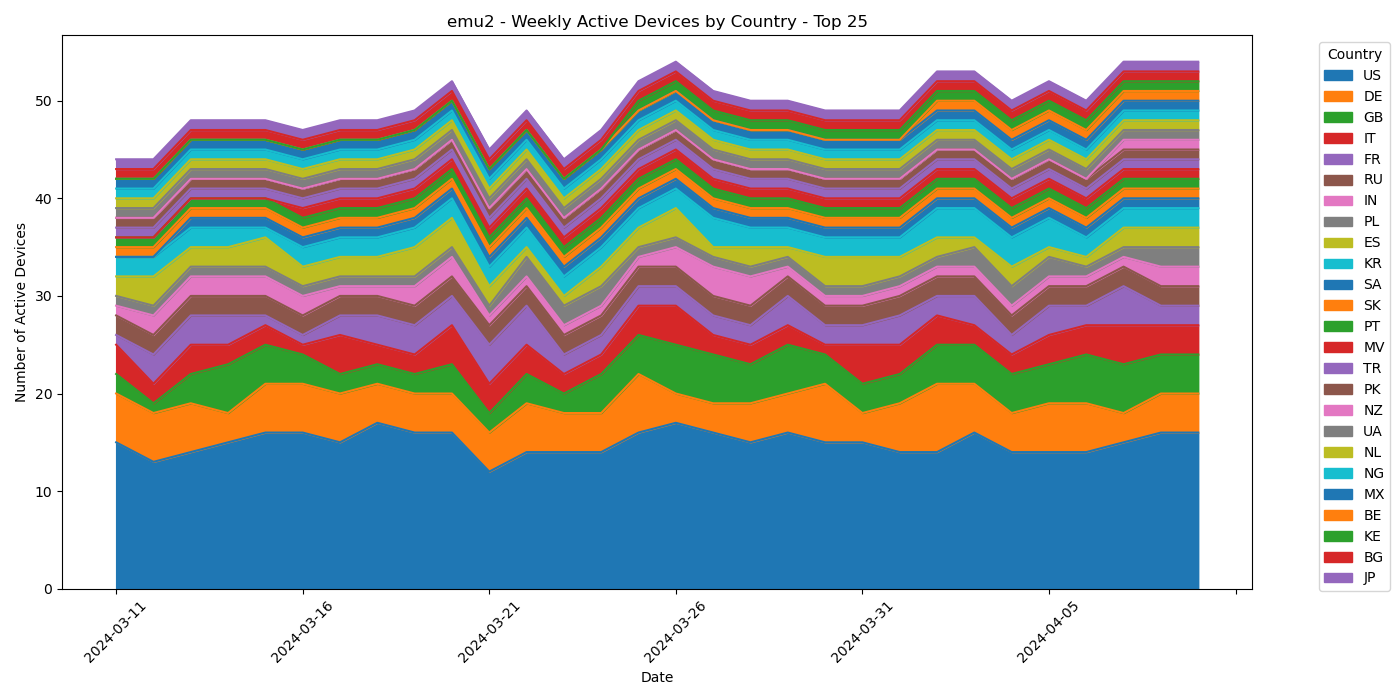 emu2 - Weekly Active Devices by Country - Top 25
Number of Active Devices
50
40
30
20
10
0
2024-03-11
2024-03-16
2024-03-21
2024-03-26
2024-03-31
2024-04-05
Date
Country
US
DE
GB
IT
FR
RU
IN
PL
ES
KR
SA
SK
PT
MV
TR
PK
NZ
UA
NL
NG
MX
BE
KE
BG
JP